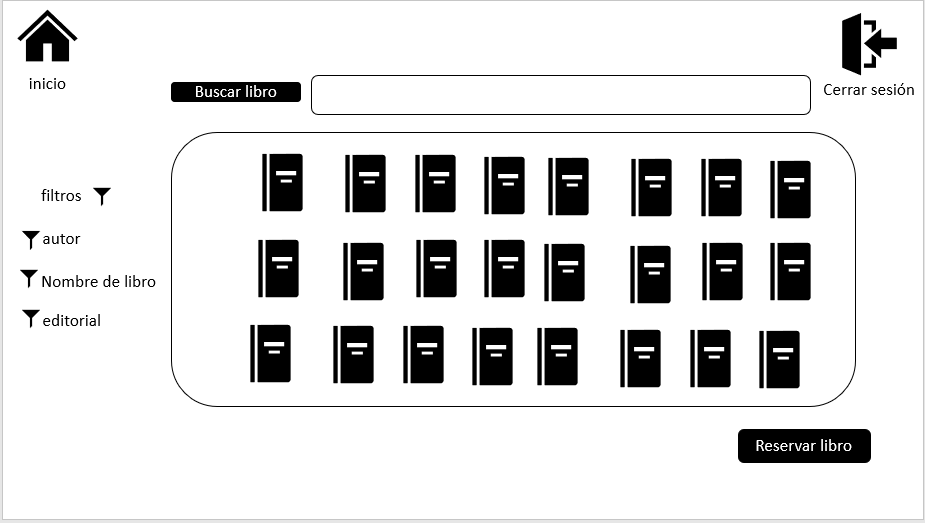 inicio
Cerrar sesión
Buscar libro
filtros
autor
Nombre de libro
editorial
Reservar libro